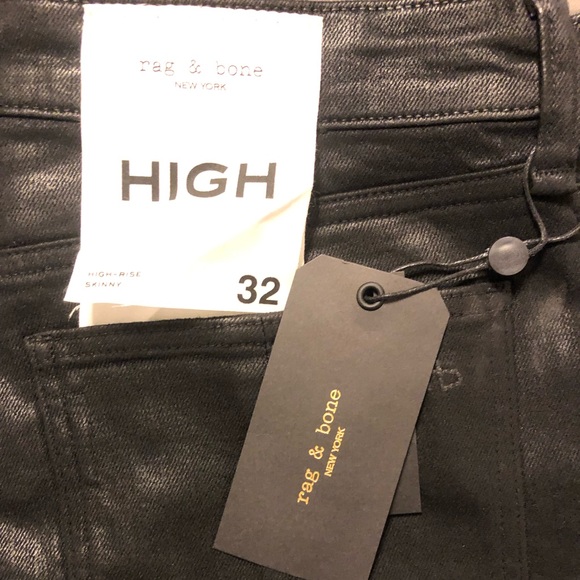 rag & bone
NEW YORK
HIGH
HIGH-RISE
SKINNY
32
rag & bone
NEW YORK